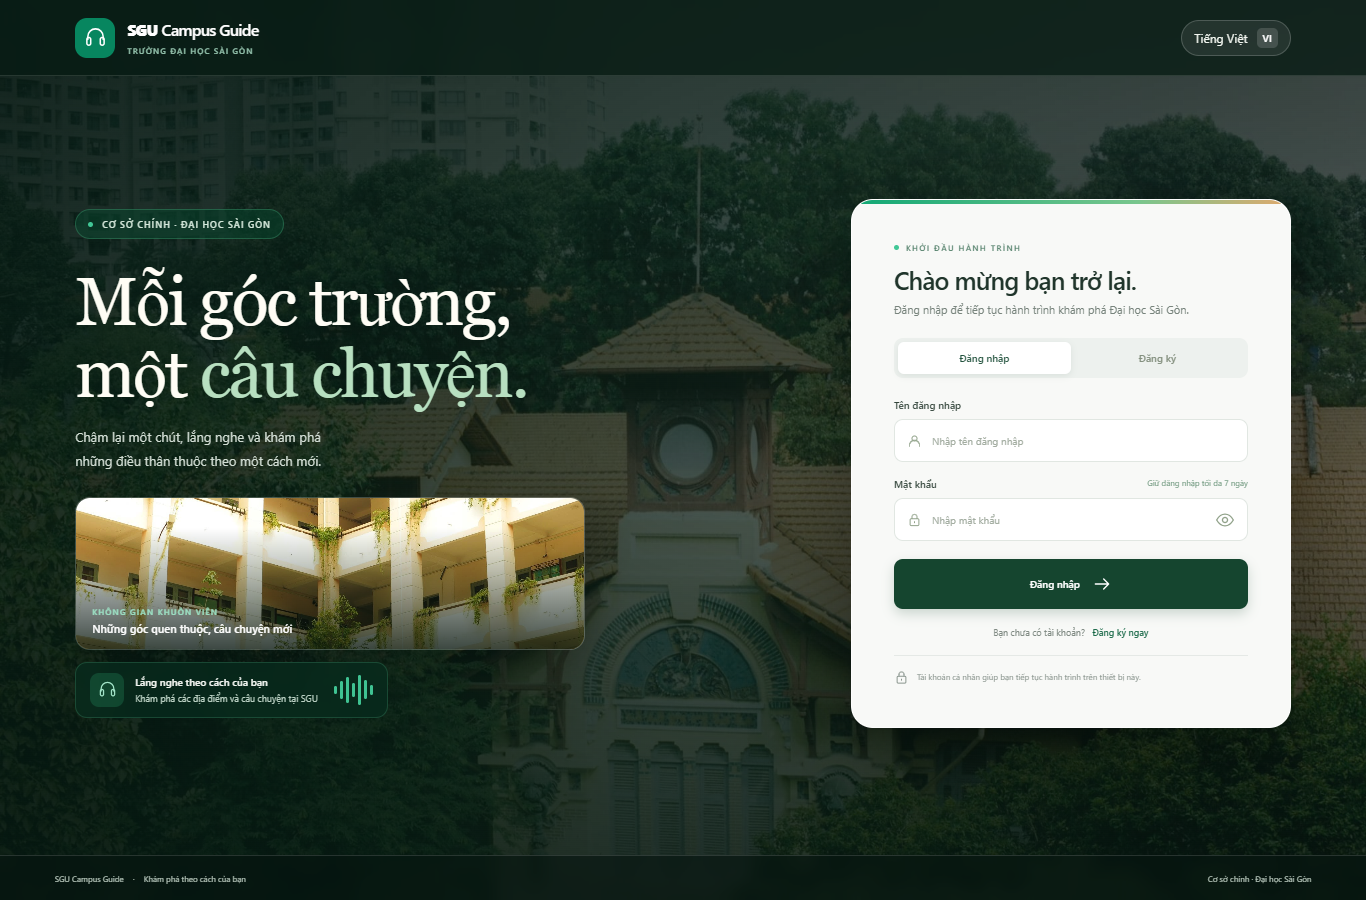 SGU Campus Guide
TRƯỜNG ĐẠI HỌC SÀI GÒN
Tiếng Việt VI
CƠ SỞ CHÍNH · ĐẠI HỌC SÀI GÒN
Mỗi góc trường,
một câu chuyện.
Chậm lại một chút, lắng nghe và khám phá
những điều thân thuộc theo một cách mới.
KHÔNG GIAN KHUÔN VIÊN
Những góc quen thuộc, câu chuyện mới
Lắng nghe theo cách của bạn
Khám phá các địa điểm và câu chuyện tại SGU
KHỞI ĐẦU HÀNH TRÌNH
Chào mừng bạn trở lại.
Đăng nhập để tiếp tục hành trình khám phá Đại học Sài Gòn.
Đăng nhập
Đăng ký
Tên đăng nhập
Nhập tên đăng nhập
Mật khẩu
Giữ đăng nhập tối đa 7 ngày
Nhập mật khẩu
Đăng nhập
Bạn chưa có tài khoản? Đăng ký ngay
Tài khoản cá nhân giúp bạn tiếp tục hành trình trên thiết bị này.
SGU Campus Guide · Khám phá theo cách của bạn
Cơ sở chính · Đại học Sài Gòn